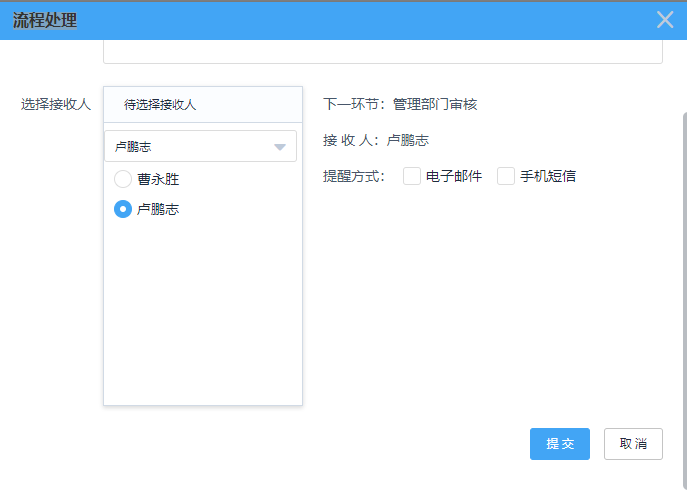 流程处理
选择接收人
待选择接收人
卢鹏志
曹永胜
卢鹏志
下一环节：管理部门审核
接 收 人：卢鹏志
提醒方式：
电子邮件
手机短信
提交
取消